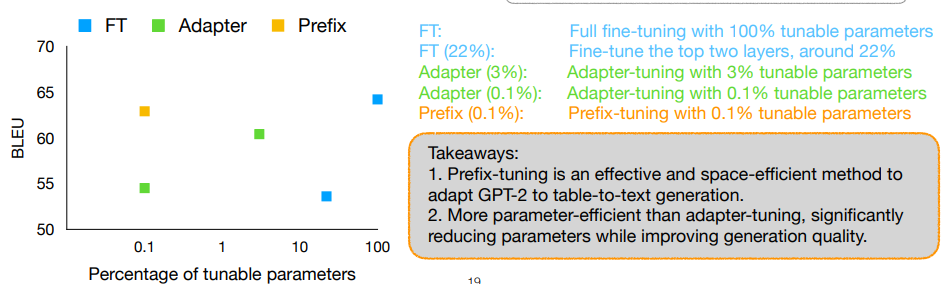 FT Adapter Prefix
70
65
60
55
50
BLEU
0.1 1 10 100
Percentage of tunable parameters
FT: Full fine-tuning with 100% tunable parameters
FT (22%): Fine-tune the top two layers, around 22%
Adapter (3%): Adapter-tuning with 3% tunable parameters
Adapter (0.1%): Adapter-tuning with 0.1% tunable parameters
Prefix (0.1%): Prefix-tuning with 0.1% tunable parameters
Takeaways:
1. Prefix-tuning is an effective and space-efficient method to
adapt GPT-2 to table-to-text generation.
2. More parameter-efficient than adapter-tuning, significantly
reducing parameters while improving generation quality.
19